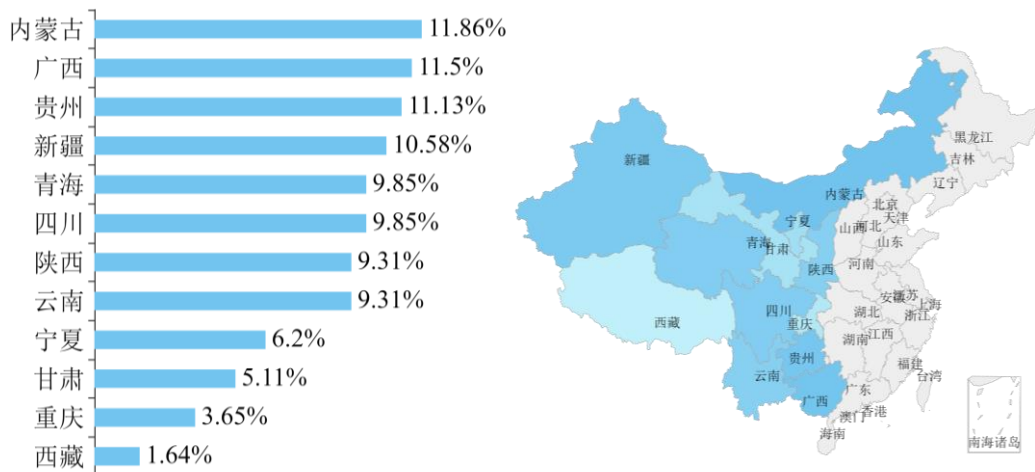 内蒙古 11.86%
广西 11.5%
贵州 11.13%
新疆 10.58%
青海 9.85%
四川 9.85%
陕西 9.31%
云南 9.31%
宁夏 6.2%
甘肃 5.11%
重庆 3.65%
西藏 1.64%
黑龙江
吉林
新疆
辽宁
内蒙古
北京
天津
宁夏
山西
河北
青海
甘肃
山东
陕西
河南
安徽
江苏
上海
四川
湖北
浙江
西藏
重庆
湖南
江西
贵州
福建
云南
台湾
广东
广西
香港
澳门
海南
南海诸岛